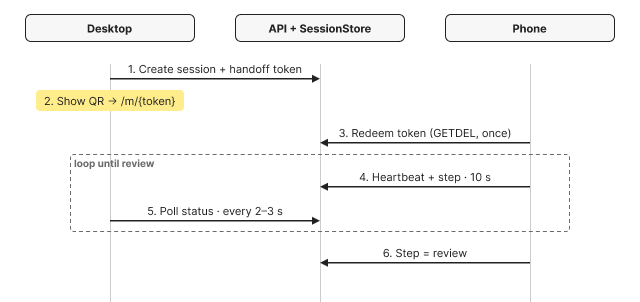 Desktop
API + SessionStore
Phone
1. Create session + handoff token
2. Show QR → /m/{token}
3. Redeem token (GETDEL, once)
loop until review
4. Heartbeat + step · 10 s
5. Poll status · every 2–3 s
6. Step = review